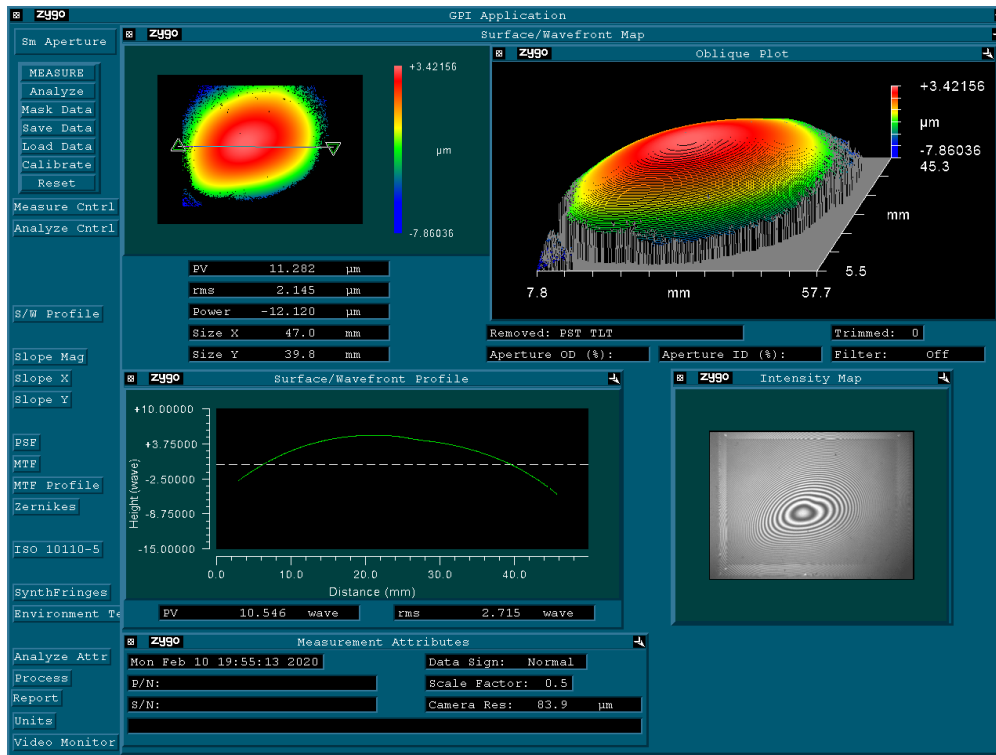 zygo GPI Application
Sm Aperture
MEASURE
Analyze
Mask Data
Save Data
Load Data
Calibrate
Reset
Measure Cntrl
Analyze Cntrl
S/W Profile
Slope Mag
Slope X
Slope Y
PSF
MTF
MTF Profile
Zernikes
ISO 10110-5
SynthFringes
Environment Te
Analyze Attr
Process
Report
Units
Video Monitor
zygo Surface/Wavefront Map
+3.42156
µm
-7.86036
PV 11.282 µm
rms 2.145 µm
Power -12.120 µm
Size X 47.0 mm
Size Y 39.8 mm
zygo Oblique Plot
+3.42156
µm
-7.86036
45.3
mm
5.5
7.8 mm 57.7
Removed: PST TLT Trimmed: 0
Aperture OD (%): Aperture ID (%): Filter: Off
zygo Surface/Wavefront Profile
+10.00000
+3.75000
-2.50000
-8.75000
-15.00000
Height (wave)
0.0 10.0 20.0 30.0 40.0
Distance (mm)
PV 10.546 wave rms 2.715 wave
zygo Intensity Map
zygo Measurement Attributes
Mon Feb 10 19:55:13 2020 Data Sign: Normal
P/N: Scale Factor: 0.5
S/N: Camera Res: 83.9 µm